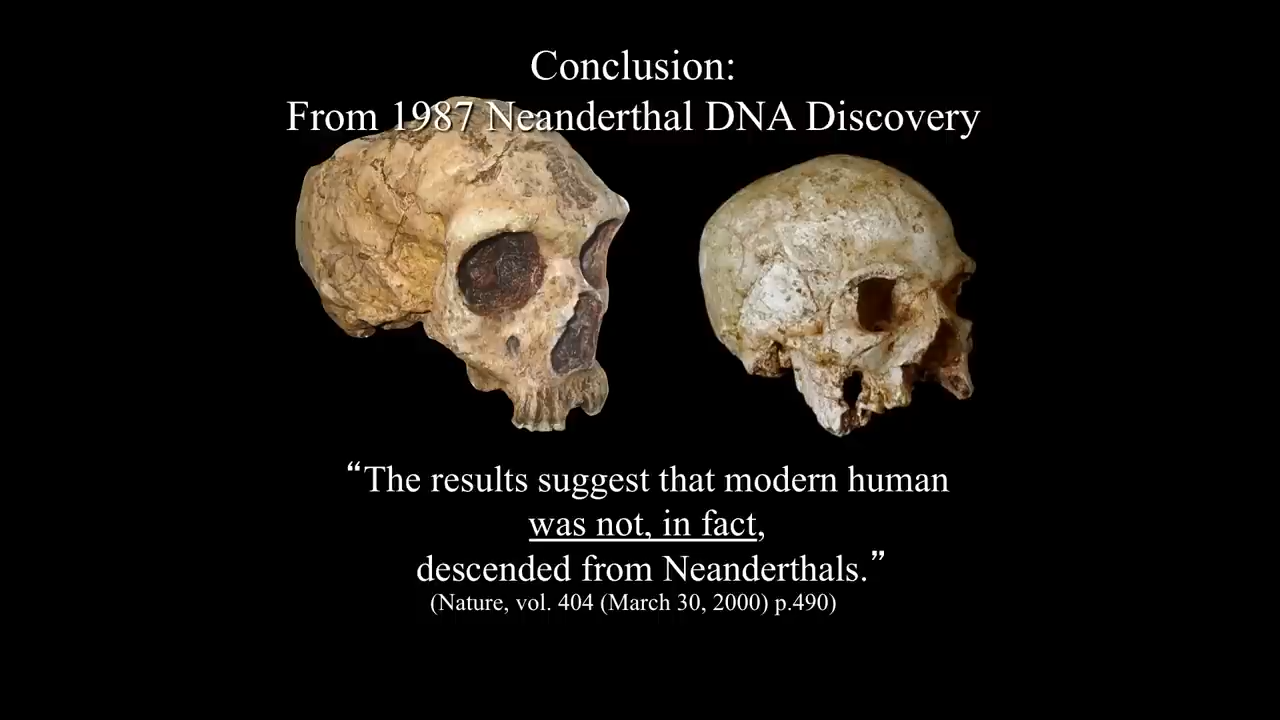 Conclusion:
From 1987 Neanderthal DNA Discovery
“The results suggest that modern human
was not, in fact,
descended from Neanderthals.”
(Nature, vol. 404 (March 30, 2000) p.490)